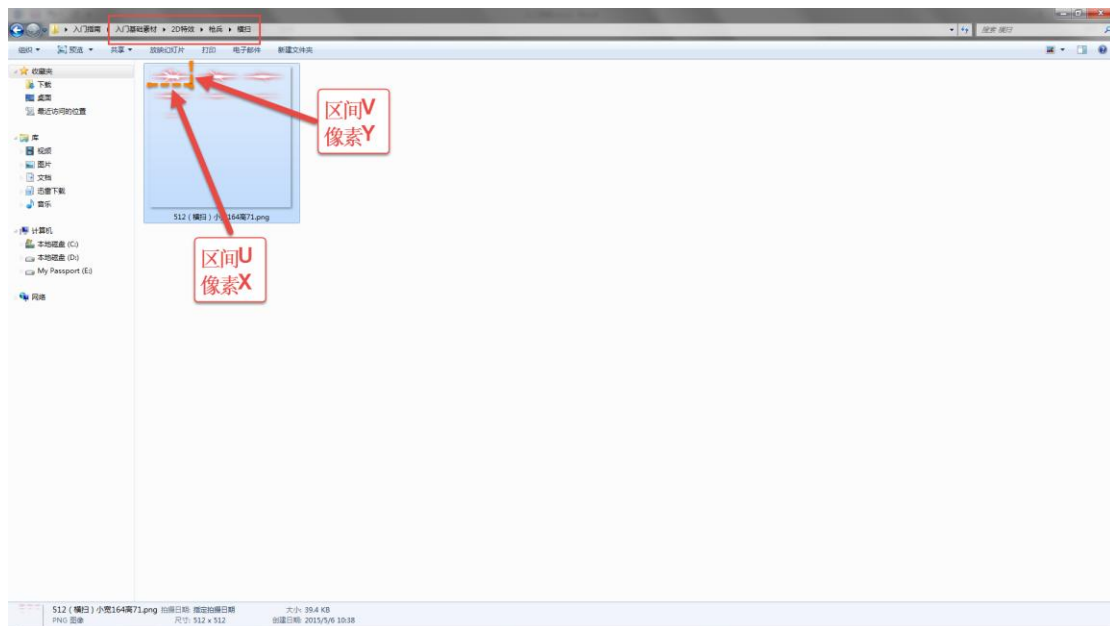 入门指南 入门基础素材 2D特效 枪兵 横扫
搜索 横扫
组织 预览 共享 放映幻灯片 打印 电子邮件 新建文件夹
收藏夹
下载
桌面
最近访问的位置
库
视频
图片
文档
迅雷下载
音乐
计算机
本地磁盘 (C:)
本地磁盘 (D:)
My Passport (E:)
网络
区间V
像素Y
512（横扫）小 164高71.png
区间U
像素X
512（横扫）小宽164高71.png 拍摄日期: 指定拍摄日期 大小: 39.4 KB
PNG 图像 尺寸: 512 x 512 创建日期: 2015/5/6 10:38